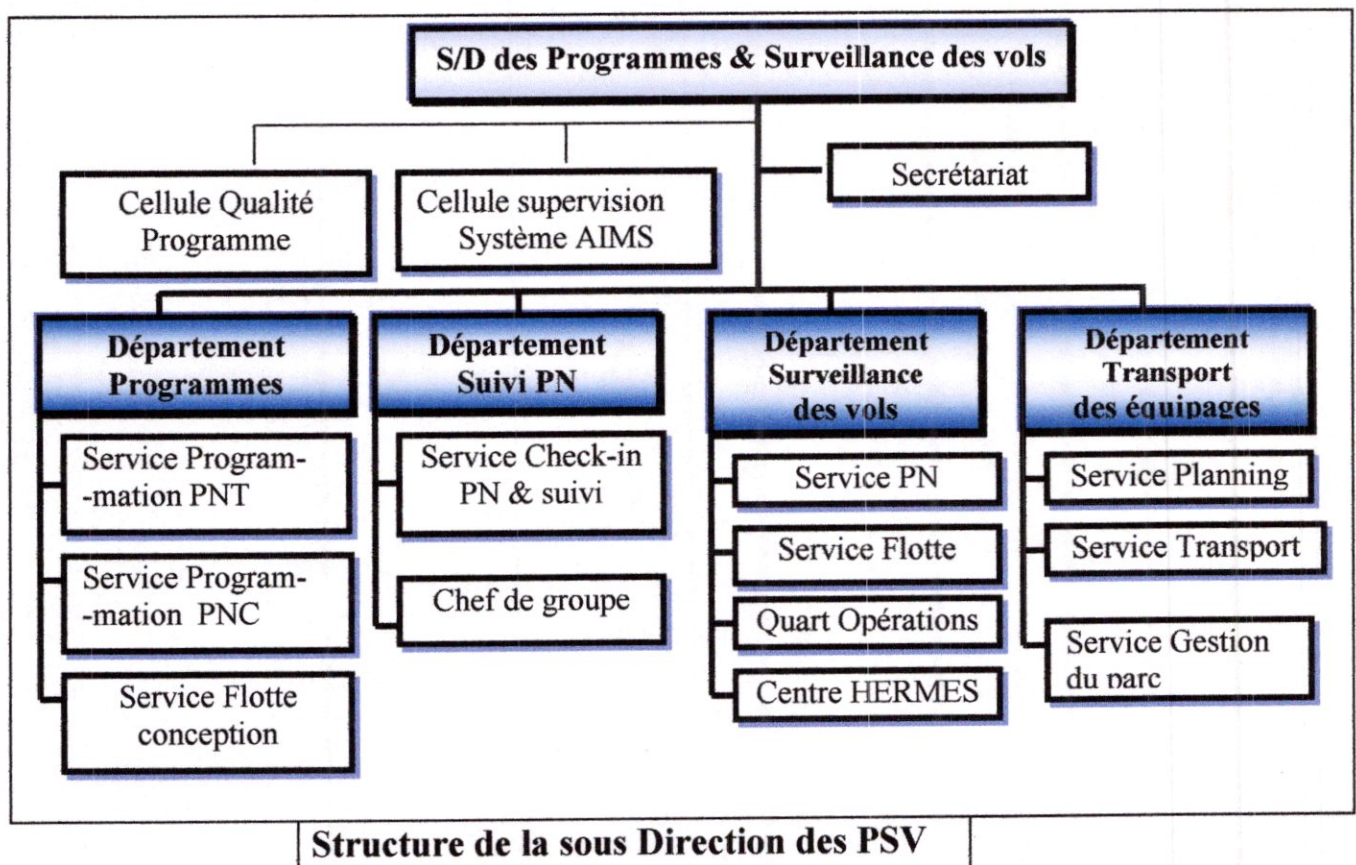 S/D des Programmes & Surveillance des vols
Secrétariat
Cellule Qualité
Programme
Cellule supervision
Système AIMS
Département
Programmes
Service Program-
-mation PNT
Service Program-
-mation PNC
Service Flotte
conception
Département
Suivi PN
Service Check-in
PN & suivi
Chef de groupe
Département
Surveillance
des vols
Service PN
Service Flotte
Quart Opérations
Centre HERMES
Département
Transport
des équipages
Service Planning
Service Transport
Service Gestion
du parc
Structure de la sous Direction des PSV